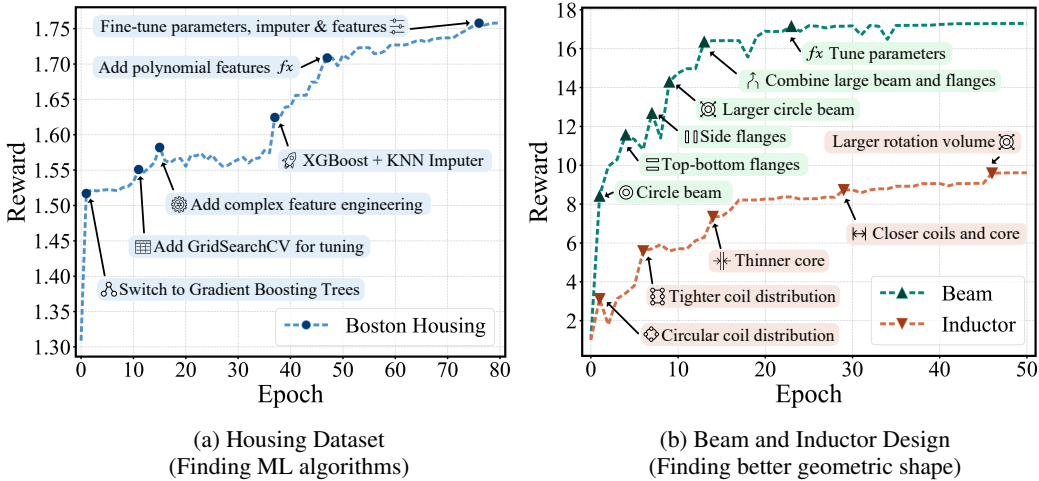 Reward
1.75
1.70
1.65
1.60
1.55
1.50
1.45
1.40
1.35
1.30
Fine-tune parameters, imputer & features
Add polynomial features fx
XGBoost + KNN Imputer
Add complex feature engineering
Add GridSearchCV for tuning
Switch to Gradient Boosting Trees
Boston Housing
0 10 20 30 40 50 60 70 80
Epoch
(a) Housing Dataset
(Finding ML algorithms)
Reward
18
16
14
12
10
8
6
4
2
fx Tune parameters
Combine large beam and flanges
Larger circle beam
Side flanges
Larger rotation volume
Top-bottom flanges
Circle beam
Closer coils and core
Thinner core
Tighter coil distribution
Circular coil distribution
Beam
Inductor
0 10 20 30 40 50
Epoch
(b) Beam and Inductor Design
(Finding better geometric shape)